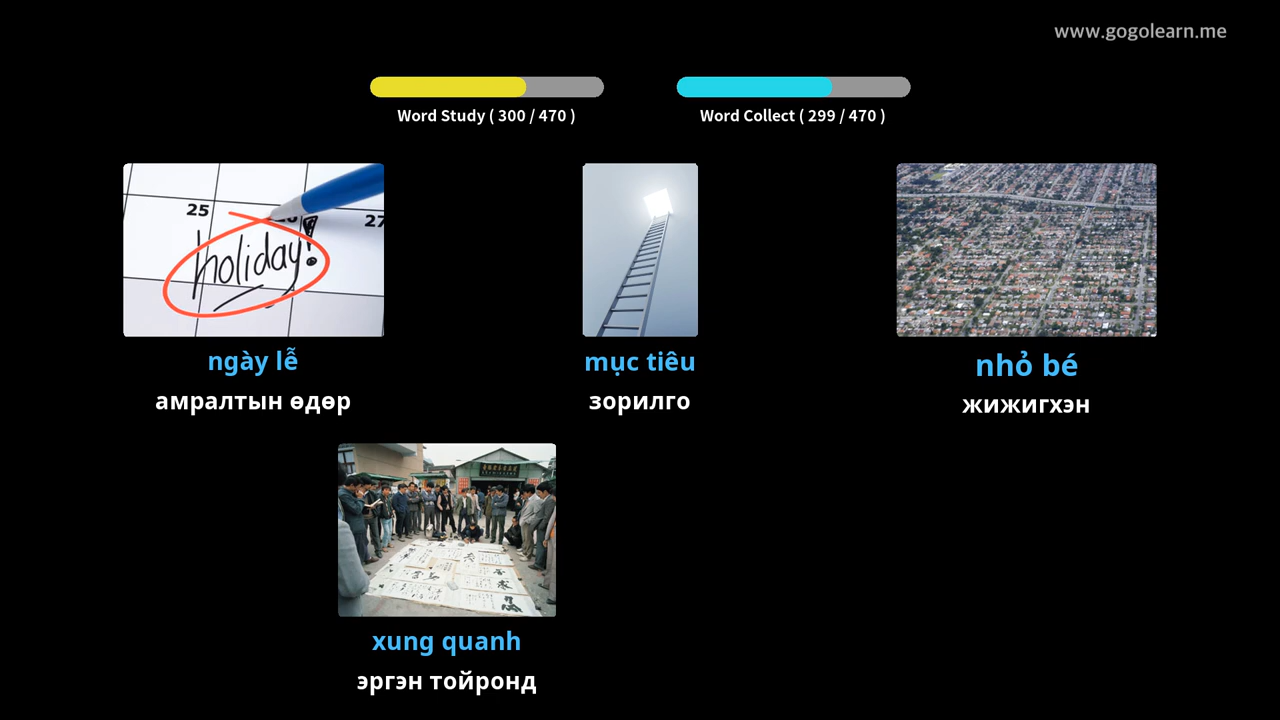 www.gogolearn.me
Word Study ( 300 / 470 )
Word Collect ( 299 / 470 )
25
27
holiday!
ngày lễ
амралтын өдөр
mục tiêu
зорилго
nhỏ bé
жижигхэн
xung quanh
эргэн тойронд